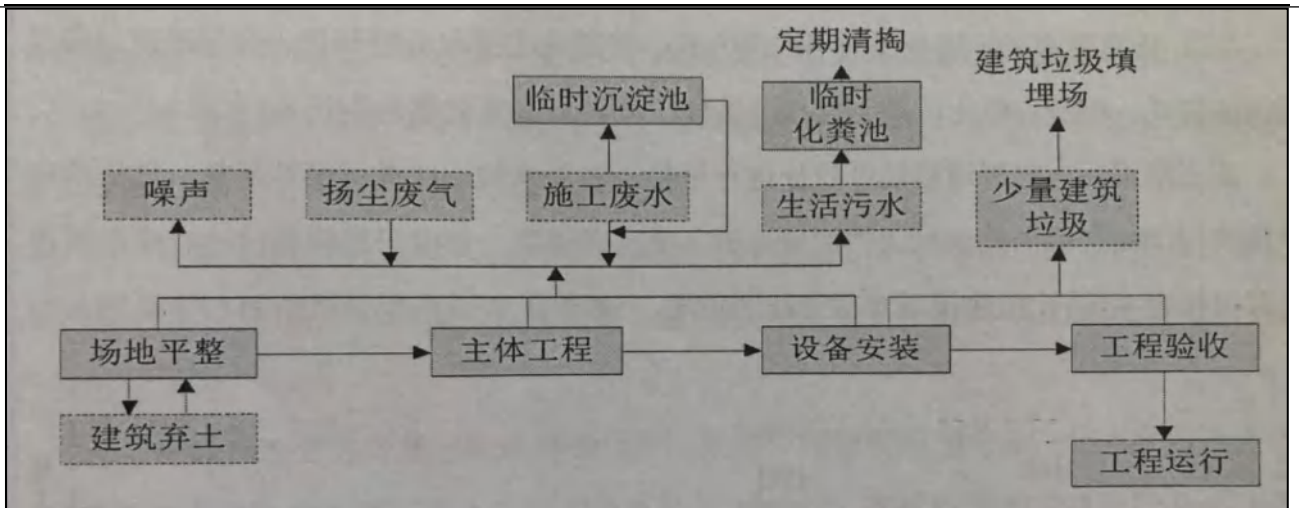 定期清掏
建筑垃圾填
埋场
临时沉淀池
临时
化粪池
噪声
扬尘废气
施工废水
生活污水
少量建筑
垃圾
场地平整
主体工程
设备安装
工程验收
建筑弃土
工程运行